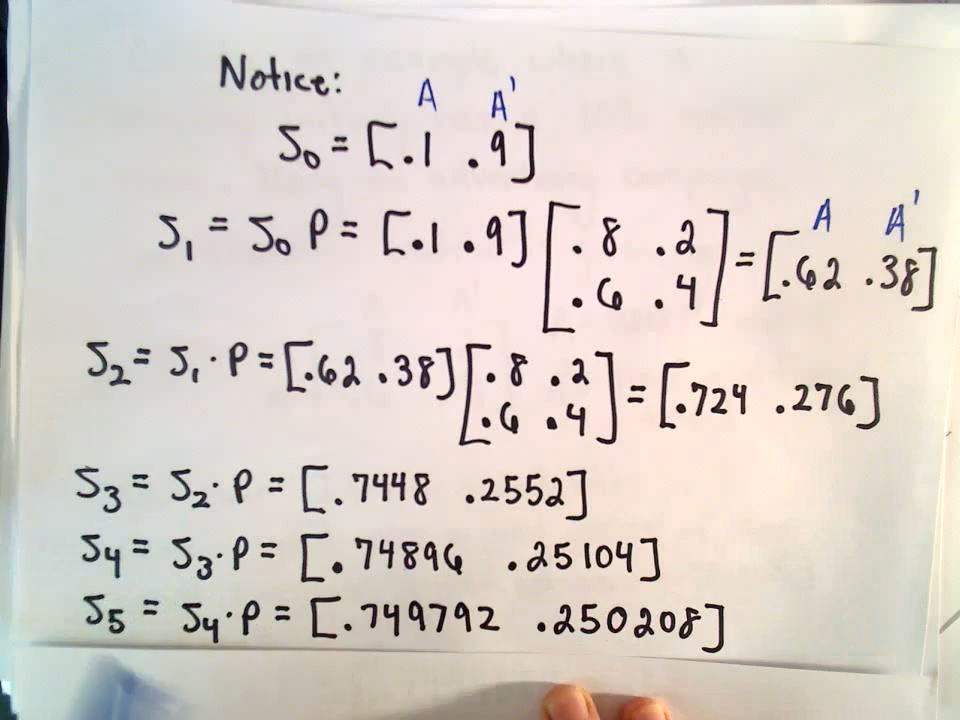 Notice:
A A'
S₀ = [.1 .9]
A A'
S₁ = S₀ P = [.1 .9] [.8 .2 = [.62 .38]
.6 .4]
S₂ = S₁ · P = [.62 .38] [.8 .2 = [.724 .276]
.6 .4]
S₃ = S₂ · P = [.7448 .2552]
S₄ = S₃ · P = [.74896 .25104]
S₅ = S₄ · P = [.749792 .250208]